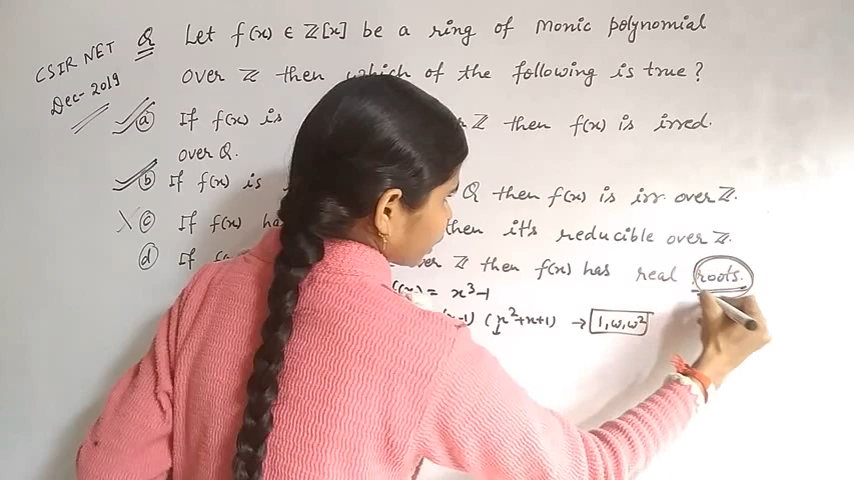 CSIR NET
Dec-2019
Q Let f(x) ∈ ℤ[x] be a ring of Monic polynomial
over ℤ then which of the following is true?
(a) If f(x) is ℤ then f(x) is irred.
over Q.
(b) If f(x) is Q then f(x) is irr. over ℤ.
(c) If f(x) then it's reducible over ℤ.
(d) If ℤ then f(x) has real roots.
= x³-1
(x²+x+1) → 1, ω, ω²